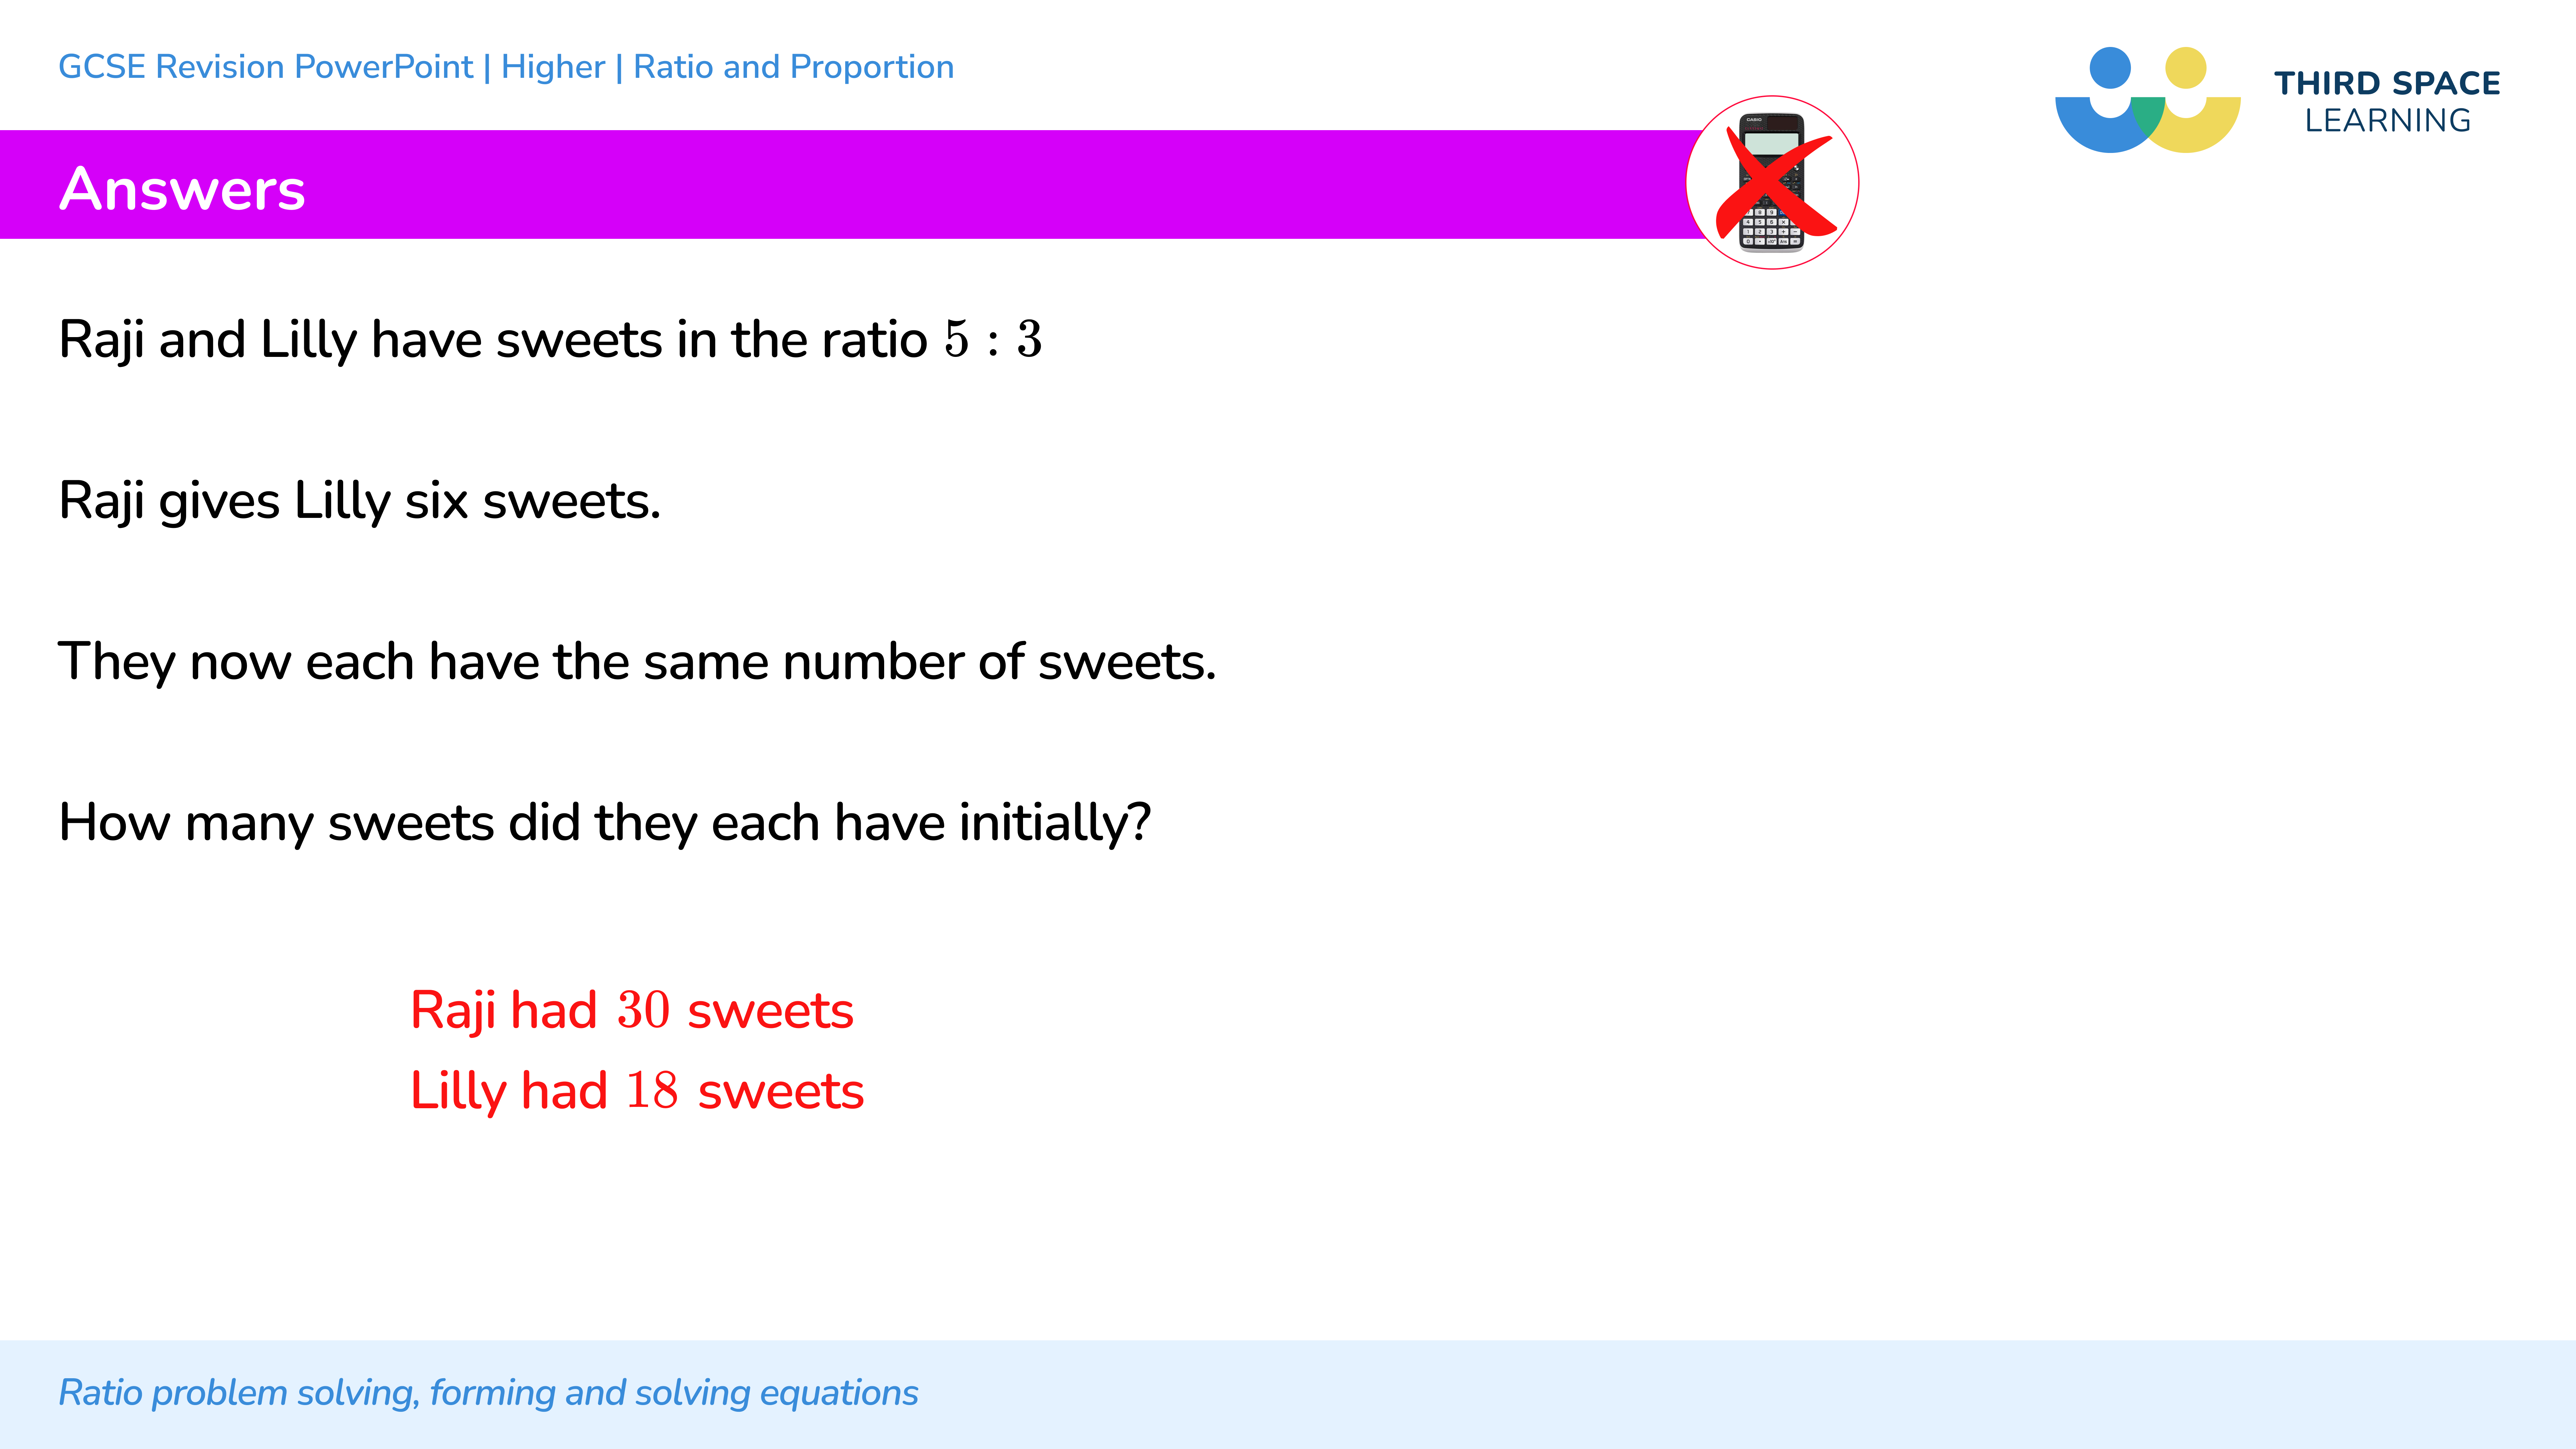 GCSE Revision PowerPoint | Higher | Ratio and Proportion
THIRD SPACE
LEARNING
Answers
CASIO
Raji and Lilly have sweets in the ratio 5 : 3
Raji gives Lilly six sweets.
They now each have the same number of sweets.
How many sweets did they each have initially?
Raji had 30 sweets
Lilly had 18 sweets
Ratio problem solving, forming and solving equations